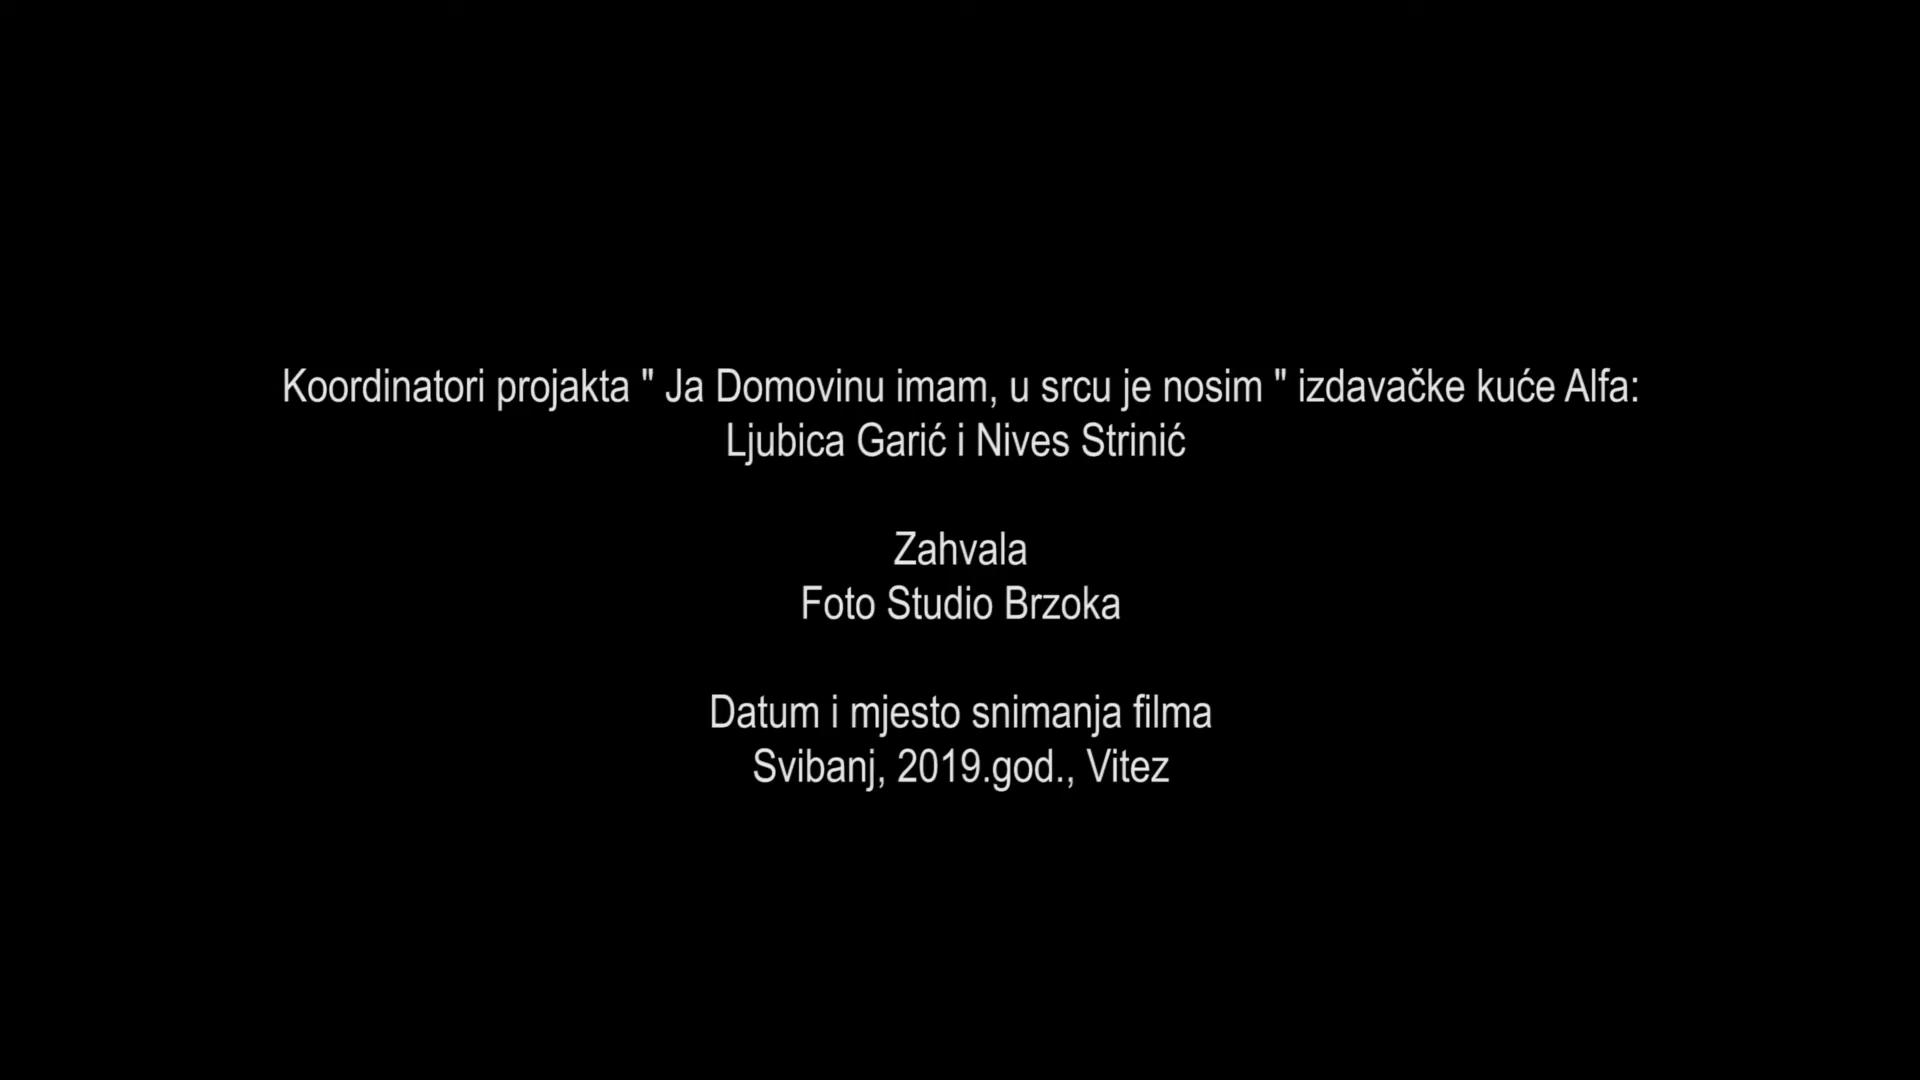 Koordinatori projakta " Ja Domovinu imam, u srcu je nosim " izdavačke kuće Alfa:
Ljubica Garić i Nives Strinić
Zahvala
Foto Studio Brzoka
Datum i mjesto snimanja filma
Svibanj, 2019.god., Vitez